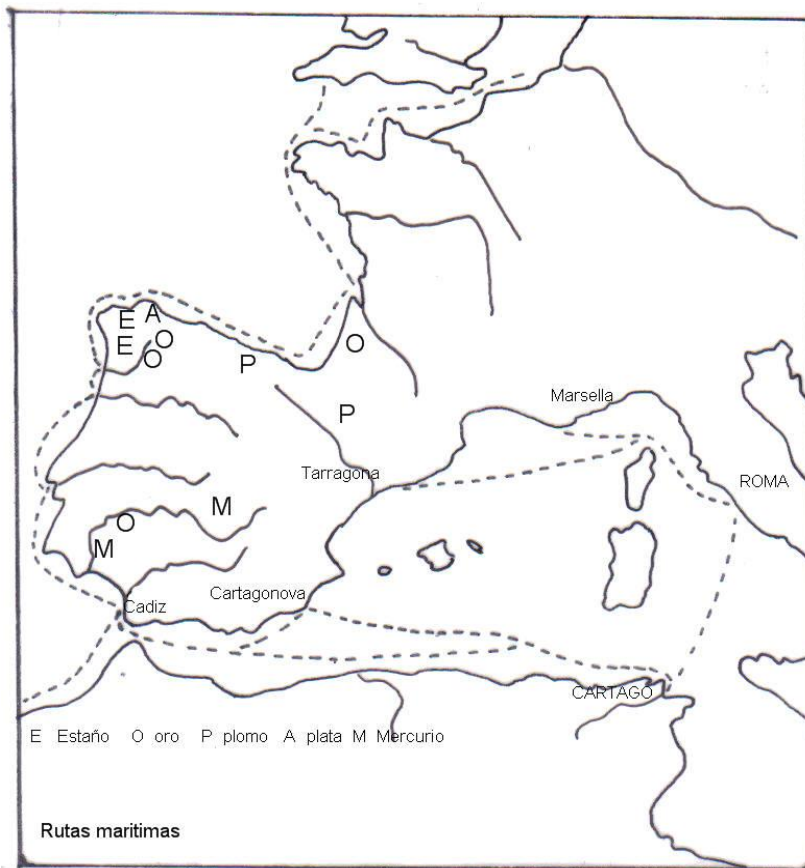 E A
E O
O
P
O
P
Marsella
Tarragona
ROMA
M
O
M
Cartagonova
Cadiz
CARTAGO
E Estaño O oro P plomo A plata M Mercurio
Rutas maritimas